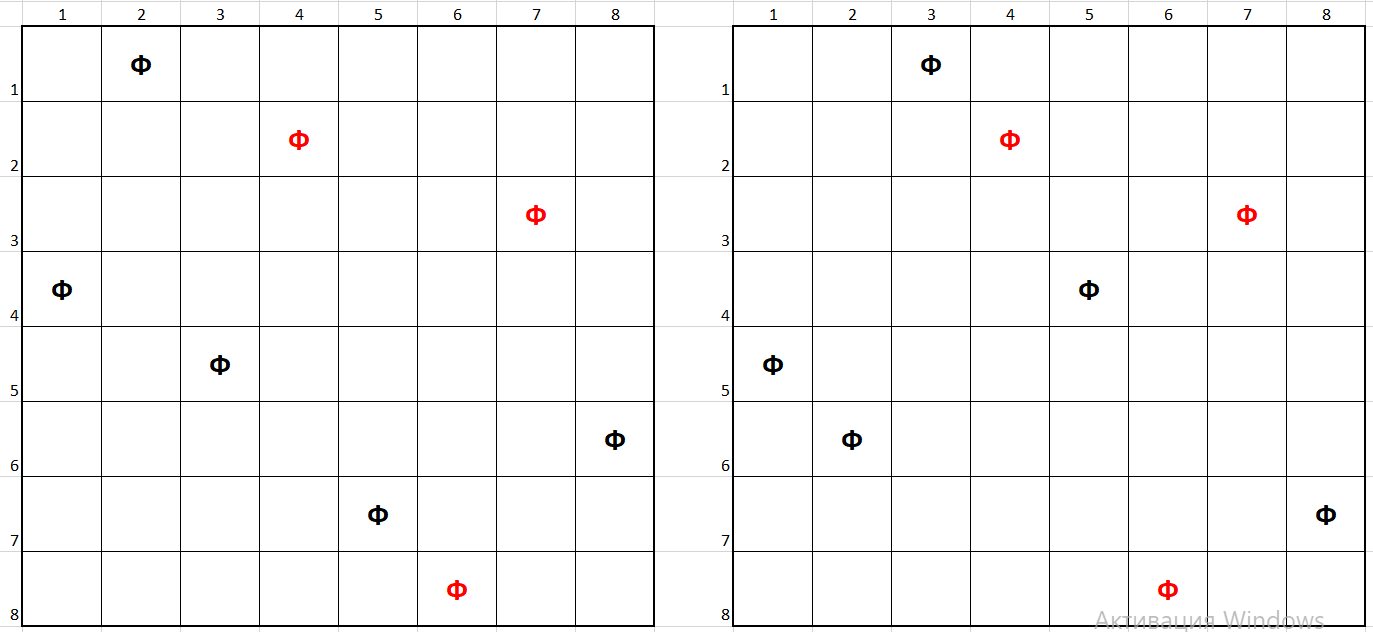 1 2 3 4 5 6 7 8 1 2 3 4 5 6 7 8
1 Ф 1 Ф
2 Ф 2 Ф
3 Ф 3 Ф
4 Ф 4 Ф
5 Ф 5 Ф
6 Ф 6 Ф
7 Ф 7 Ф
8 Ф 8 Ф
Активация Windows